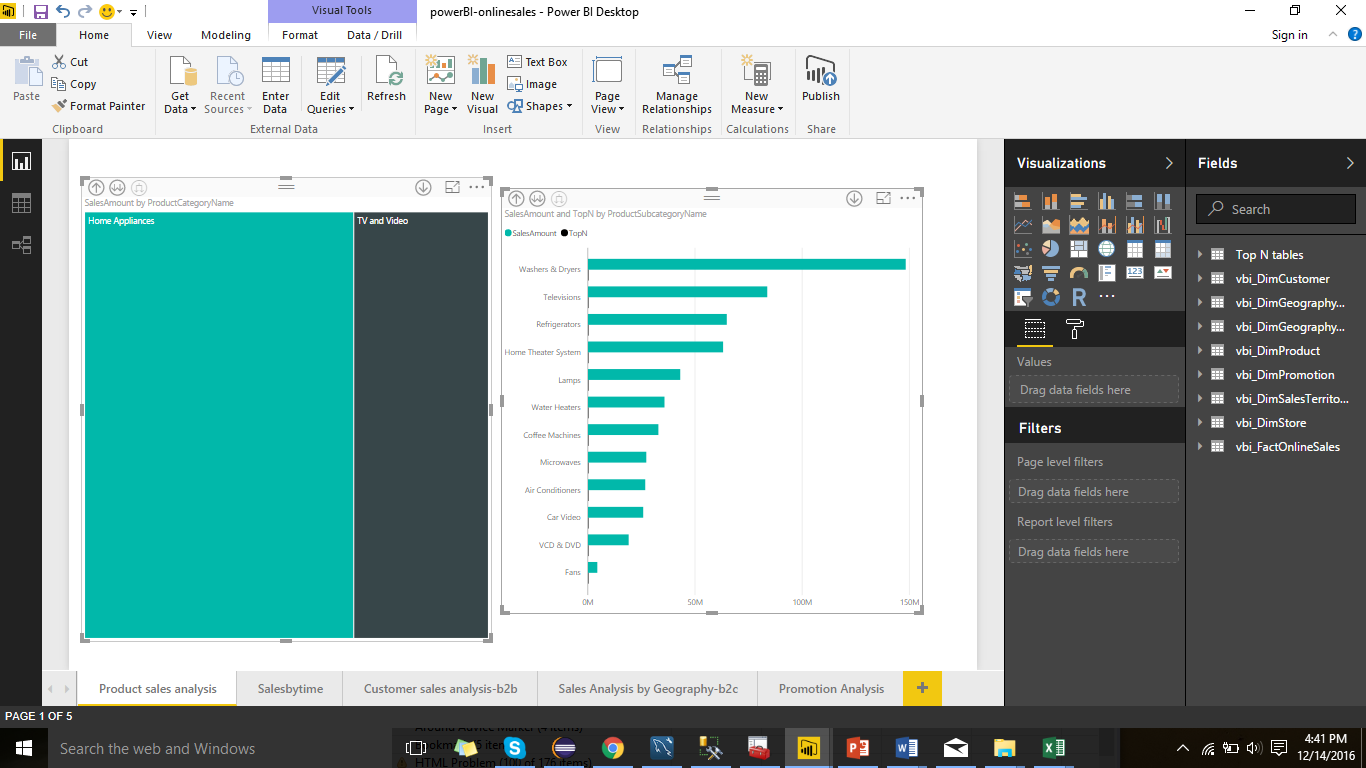 Visual Tools
powerBI-onlinesales - Power BI Desktop
File Home View Modeling Format Data / Drill Sign in
Paste
Cut
Copy
Format Painter
Clipboard
Get Data
Recent Sources
Enter Data
Edit Queries
Refresh
External Data
New Page
New Visual
Text Box
Image
Shapes
Insert
Page View
View
Manage Relationships
Relationships
New Measure
Calculations
Publish
Share
SalesAmount by ProductCategoryName
Home Appliances
TV and Video
SalesAmount and TopN by ProductSubcategoryName
SalesAmount TopN
Washers & Dryers
Televisions
Refrigerators
Home Theater System
Lamps
Water Heaters
Coffee Machines
Microwaves
Air Conditioners
Car Video
VCD & DVD
Fans
0M 50M 100M 150M
Visualizations
R
123
Values
Drag data fields here
Filters
Page level filters
Drag data fields here
Report level filters
Drag data fields here
Fields
Search
Top N tables
vbi_DimCustomer
vbi_DimGeography...
vbi_DimGeography...
vbi_DimProduct
vbi_DimPromotion
vbi_DimSalesTerrito...
vbi_DimStore
vbi_FactOnlineSales
Product sales analysis Salesbytime Customer sales analysis-b2b Sales Analysis by Geography-b2c Promotion Analysis +
PAGE 1 OF 5
Search the web and Windows
HTML Problem (100 of 176 items)
4:41 PM
12/14/2016